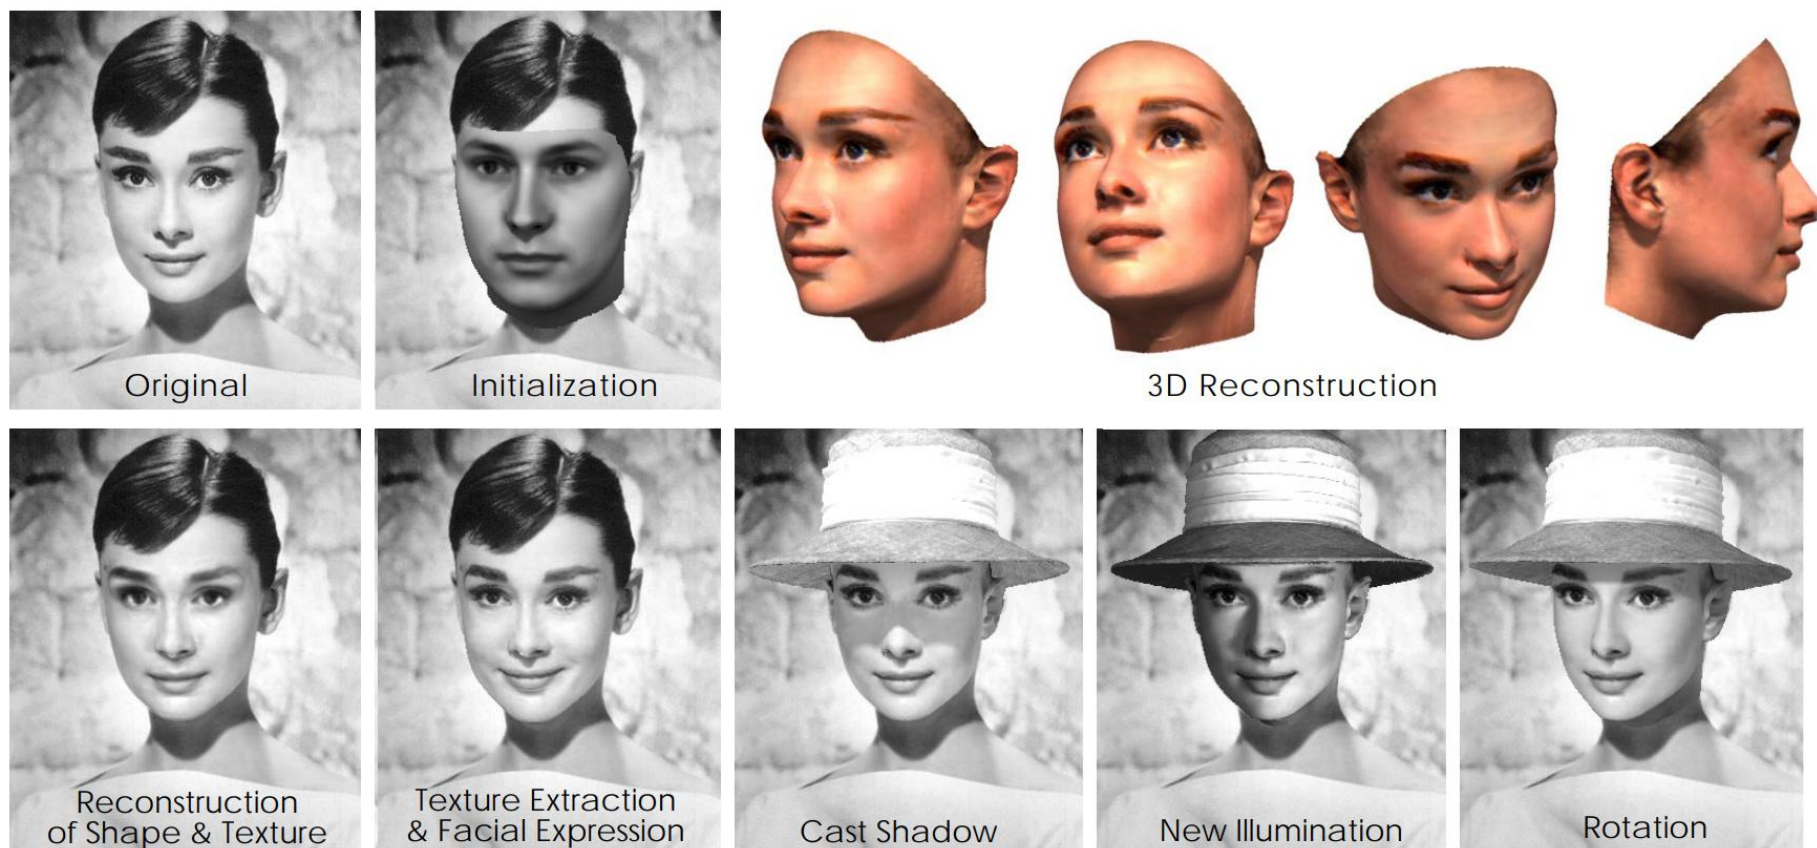 Original
Initialization
3D Reconstruction
Reconstruction
of Shape & Texture
Texture Extraction
& Facial Expression
Cast Shadow
New Illumination
Rotation